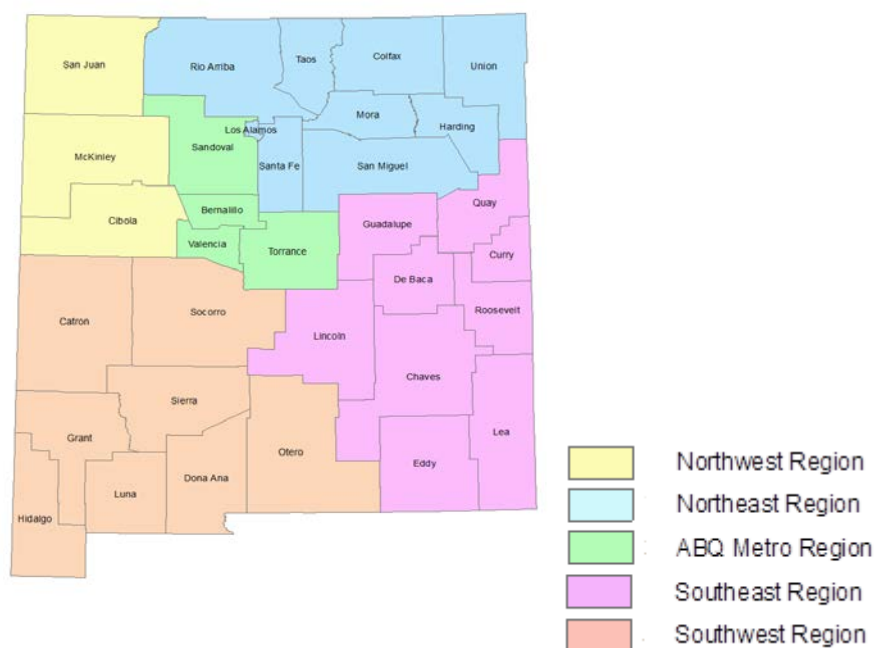 San Juan
Rio Arriba
Taos
Colfax
Union
Mora
Harding
Los Alamos
Sandoval
McKinley
Santa Fe
San Miguel
Quay
Bernalillo
Cibola
Guadalupe
Valencia
Torrance
Curry
De Baca
Socorro
Roosevelt
Catron
Lincoln
Chaves
Sierra
Lea
Grant
Otero
Eddy
Dona Ana
Luna
Hidalgo
Northwest Region
Northeast Region
ABQ Metro Region
Southeast Region
Southwest Region